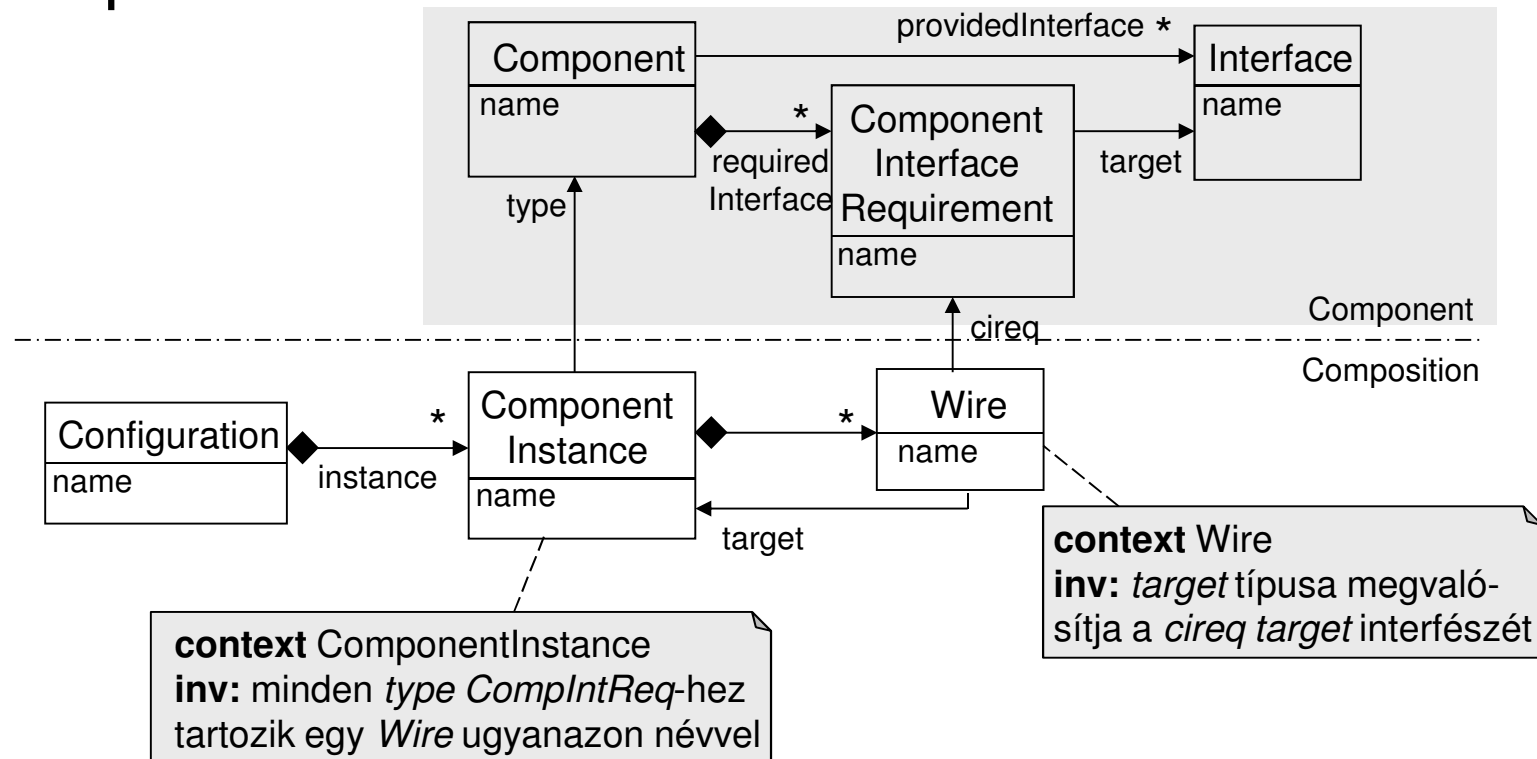 providedInterface *
Component
Interface
name
name
*
Component
Interface
Requirement
required
Interface
target
type
name
Component
cireq
Composition
Configuration
name
*
instance
Component
Instance
name
*
Wire
name
target
context Wire
inv: target típusa megvaló-
sítja a cireq target interfészét
context ComponentInstance
inv: minden type CompIntReq-hez
tartozik egy Wire ugyanazon névvel